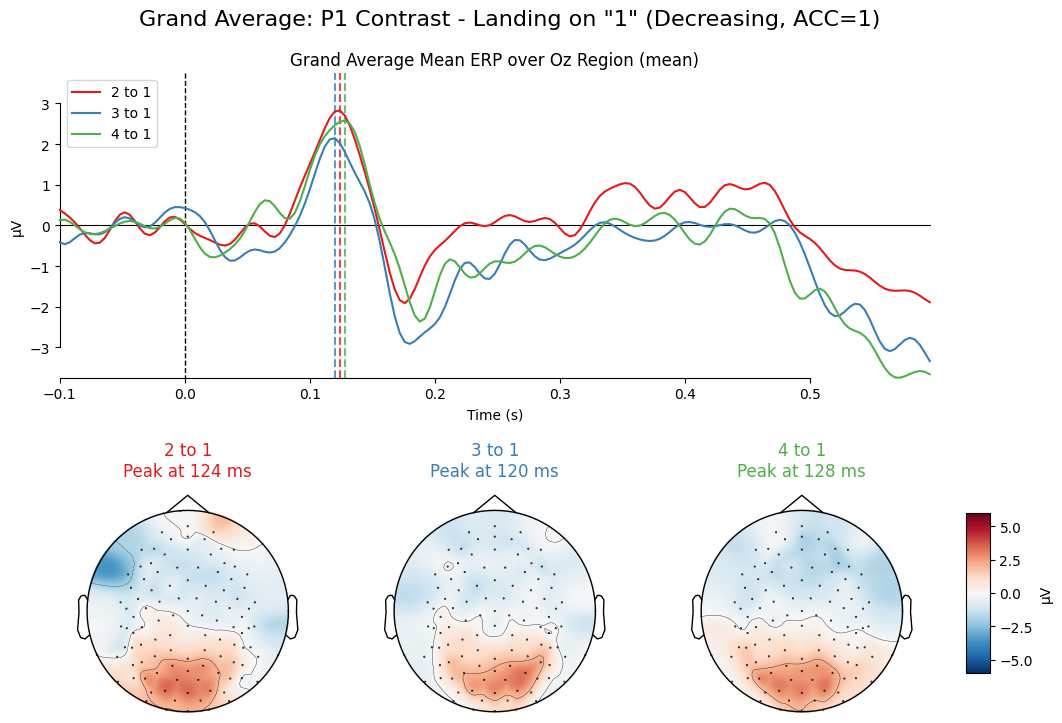 Grand Average: P1 Contrast - Landing on "1" (Decreasing, ACC=1)
Grand Average Mean ERP over Oz Region (mean)
2 to 1
3 to 1
4 to 1
3
2
1
0
−1
−2
−3
µV
−0.1 0.0 0.1 0.2 0.3 0.4 0.5
Time (s)
2 to 1
Peak at 124 ms
3 to 1
Peak at 120 ms
4 to 1
Peak at 128 ms
5.0
2.5
0.0
−2.5
−5.0
µV